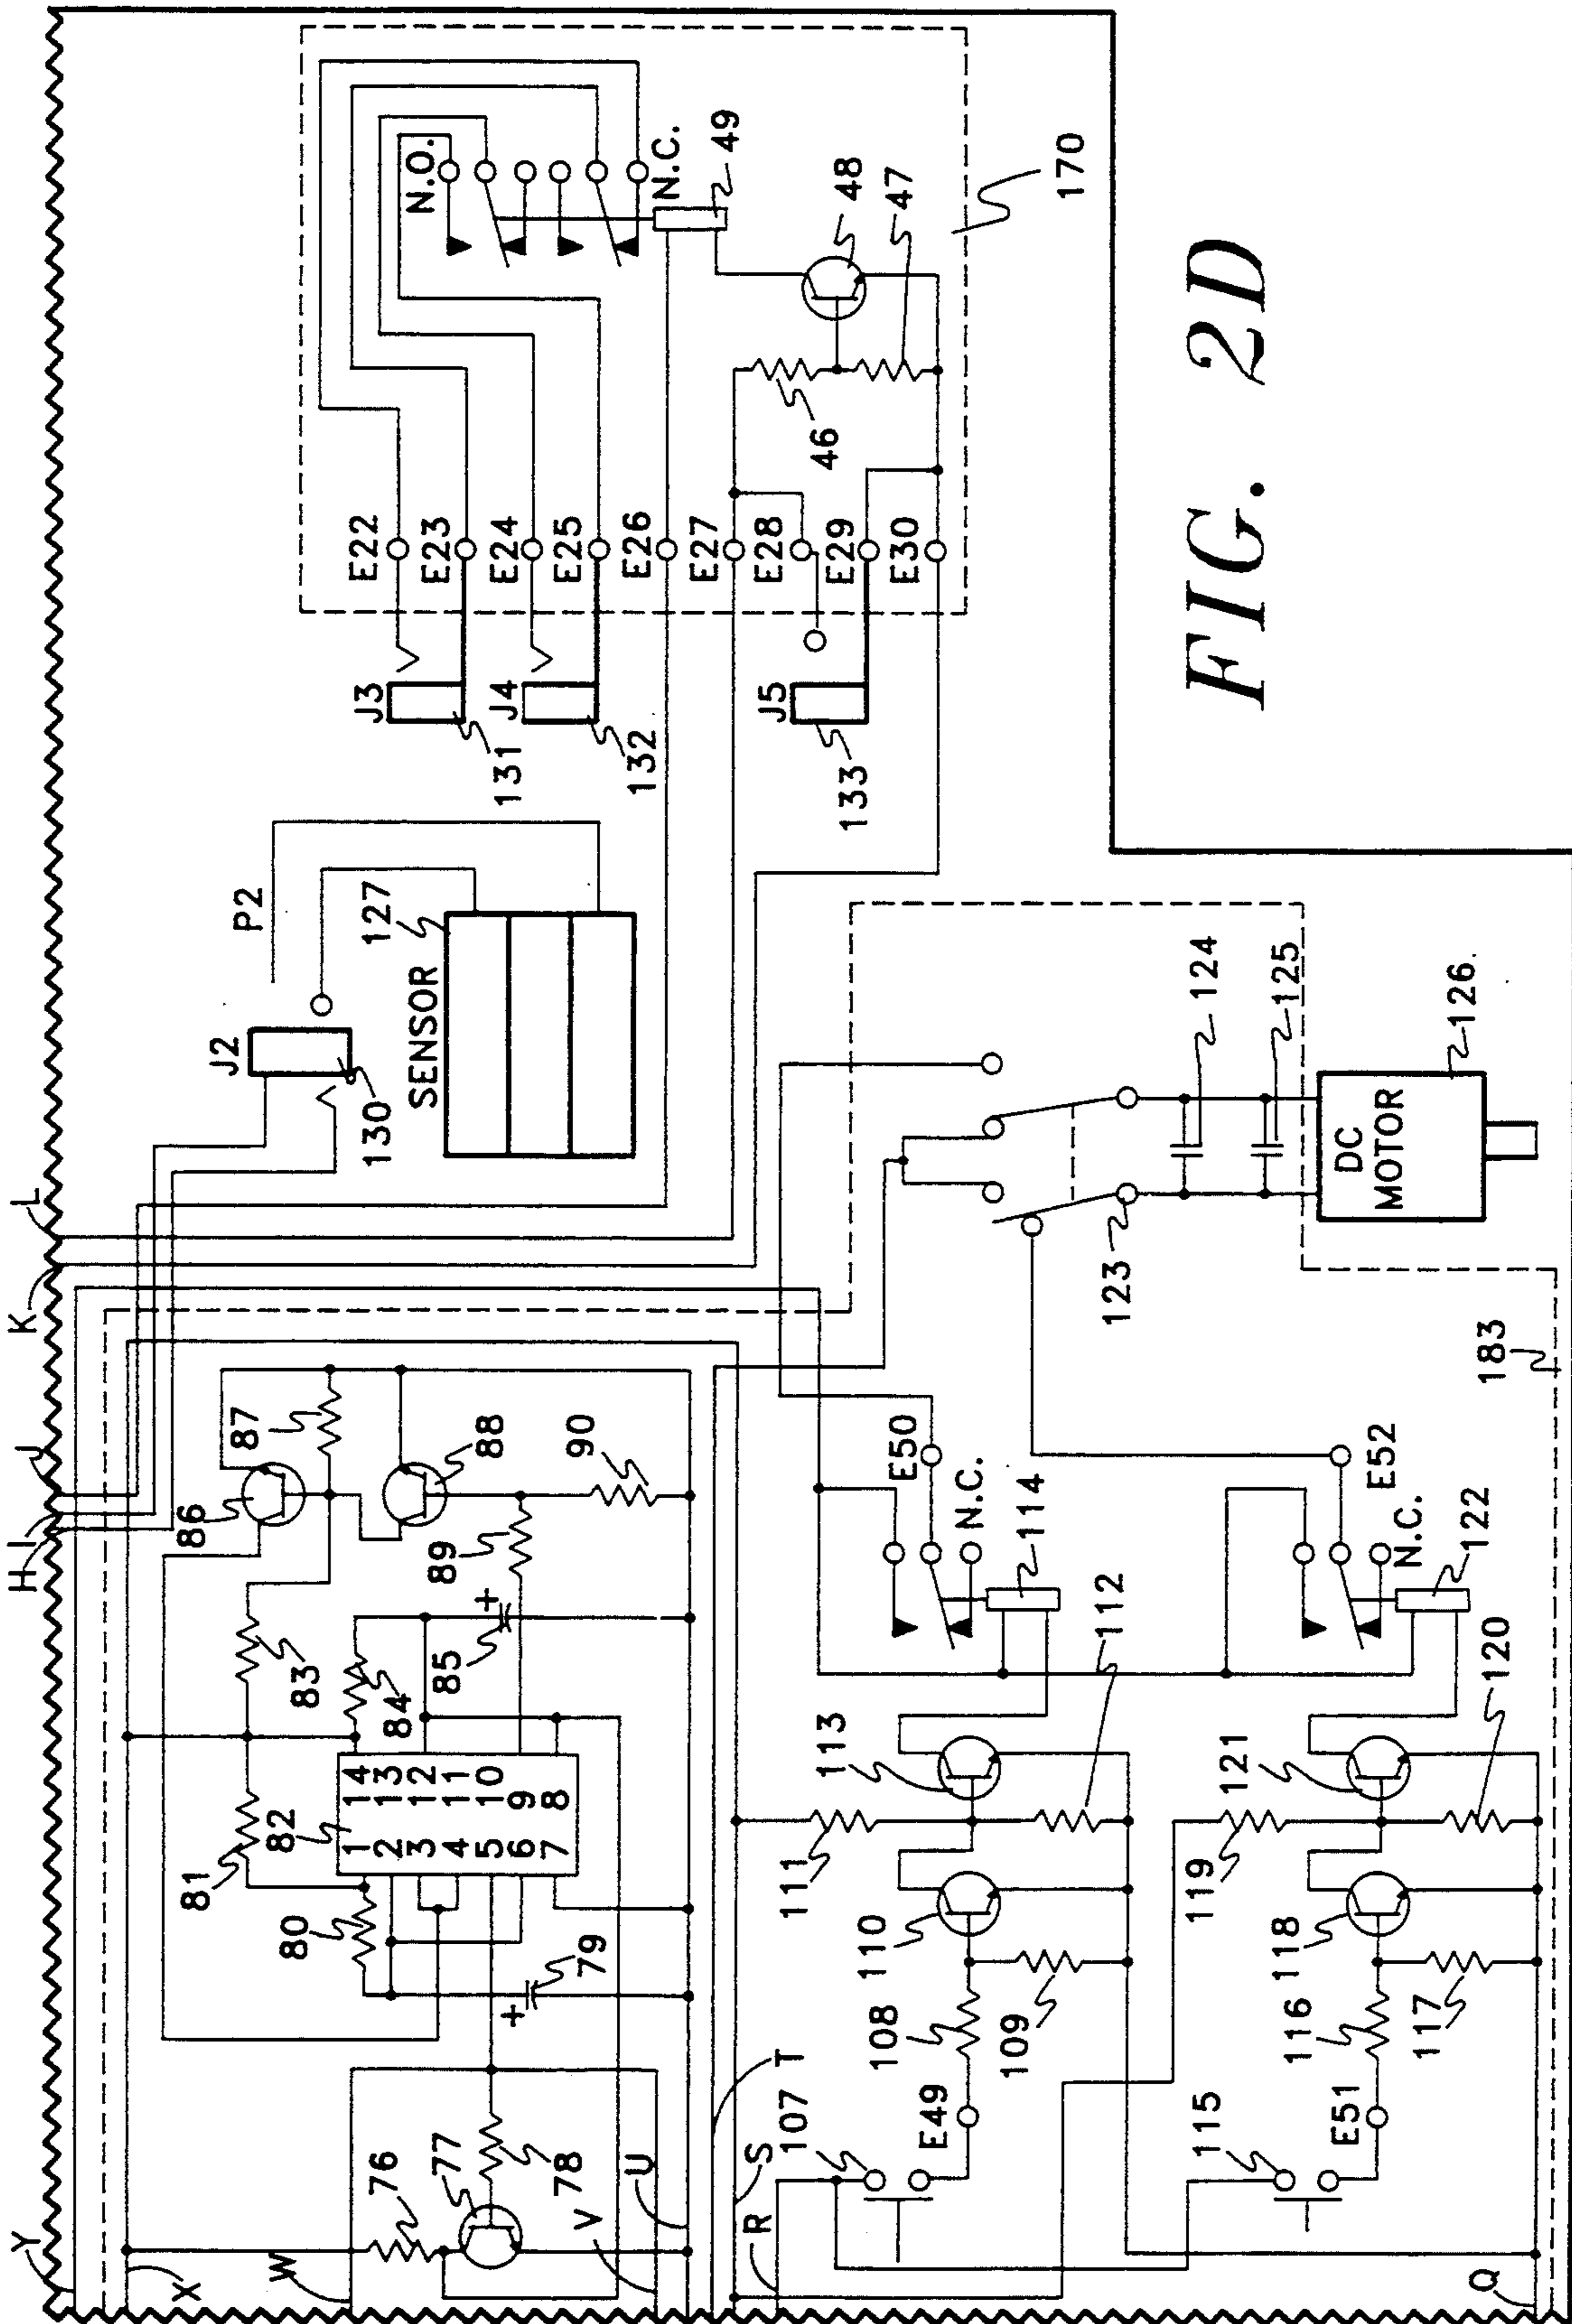 Y
X
W
V
U
T
S
R
Q
H
I
J
K
L
76
77
78
79
80
81
82
1 14
2 13
3 12
4 11
5 10
6 9
7 8
83
84
85
+
+
86
87
88
89
90
J2
130
P2
SENSOR
127
J3
131
J4
132
J5
133
E22
E23
E24
E25
E26
E27
E28
E29
E30
N.O.
N.C.
49
48
47
46
170
107
E49
108
109
110
111
112
113
114
E50
N.C.
115
E51
116
117
118
119
120
121
122
E52
N.C.
123
124
125
DC
MOTOR
126
183
FIG. 2D